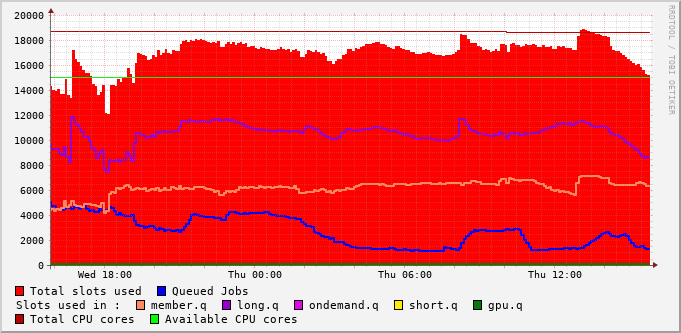 20000
18000
16000
14000
12000
10000
8000
6000
4000
2000
0
Wed 18:00 Thu 00:00 Thu 06:00 Thu 12:00
RRDTOOL / TOBI OETIKER
Total slots used Queued Jobs
Slots used in : member.q long.q ondemand.q short.q gpu.q
Total CPU cores Available CPU cores